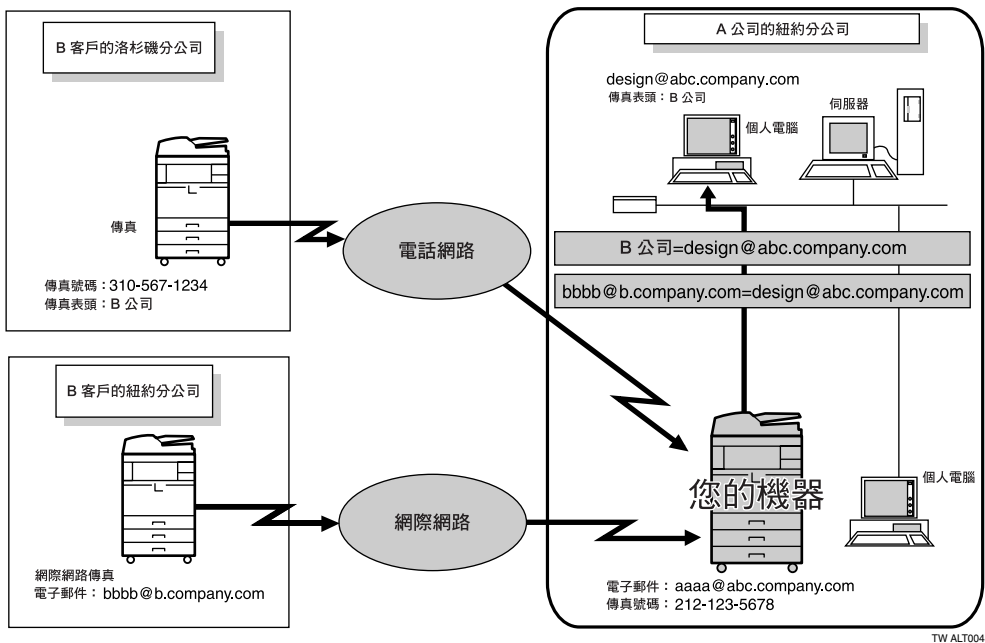 B 客戶的洛杉磯分公司
傳真
傳真號碼：310-567-1234
傳真表頭：B 公司
電話網路
B 客戶的紐約分公司
網際網路傳真
電子郵件：bbbb@b.company.com
網際網路
A 公司的紐約分公司
design@abc.company.com
傳真表頭：B 公司
個人電腦
伺服器
B 公司=design@abc.company.com
bbbb@b.company.com=design@abc.company.com
您的機器
個人電腦
電子郵件：aaaa@abc.company.com
傳真號碼：212-123-5678
TW ALT004